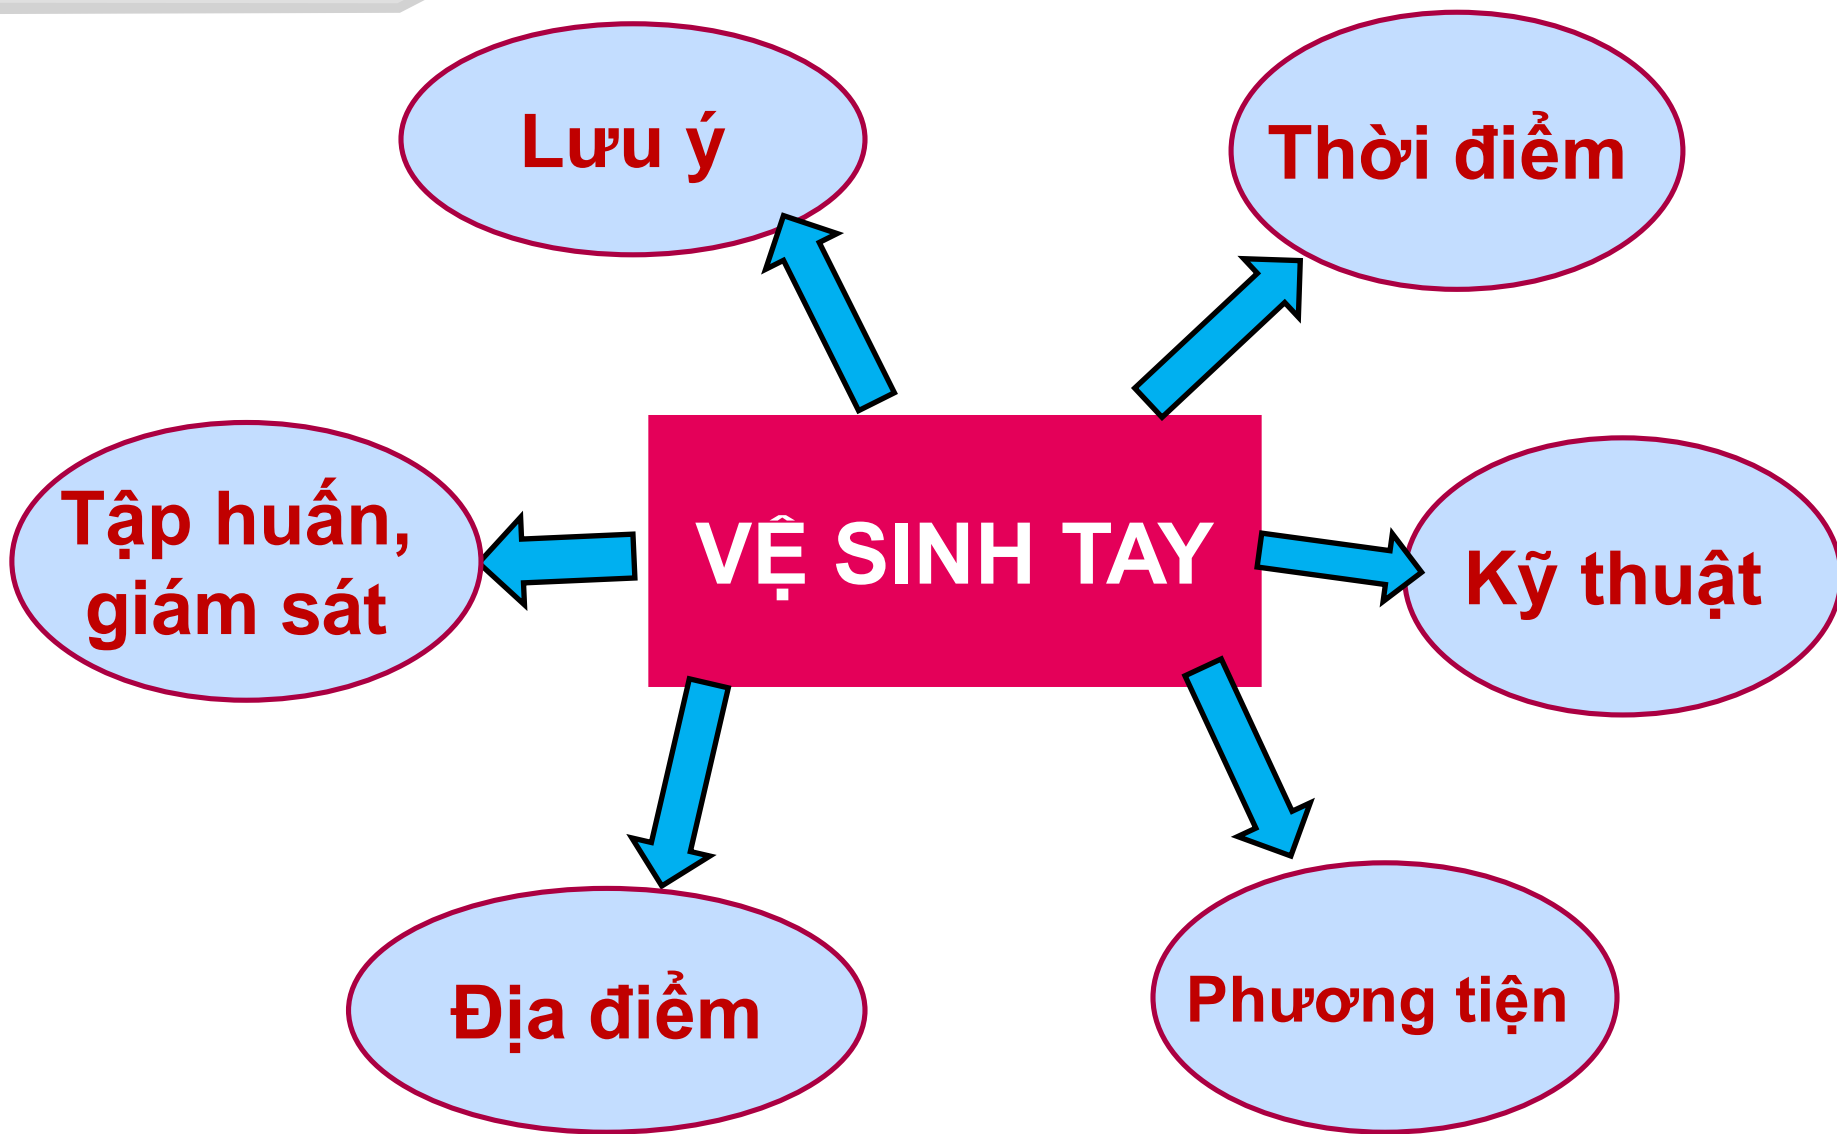 Lưu ý
Thời điểm
Tập huấn,
giám sát
VỆ SINH TAY
Kỹ thuật
Địa điểm
Phương tiện